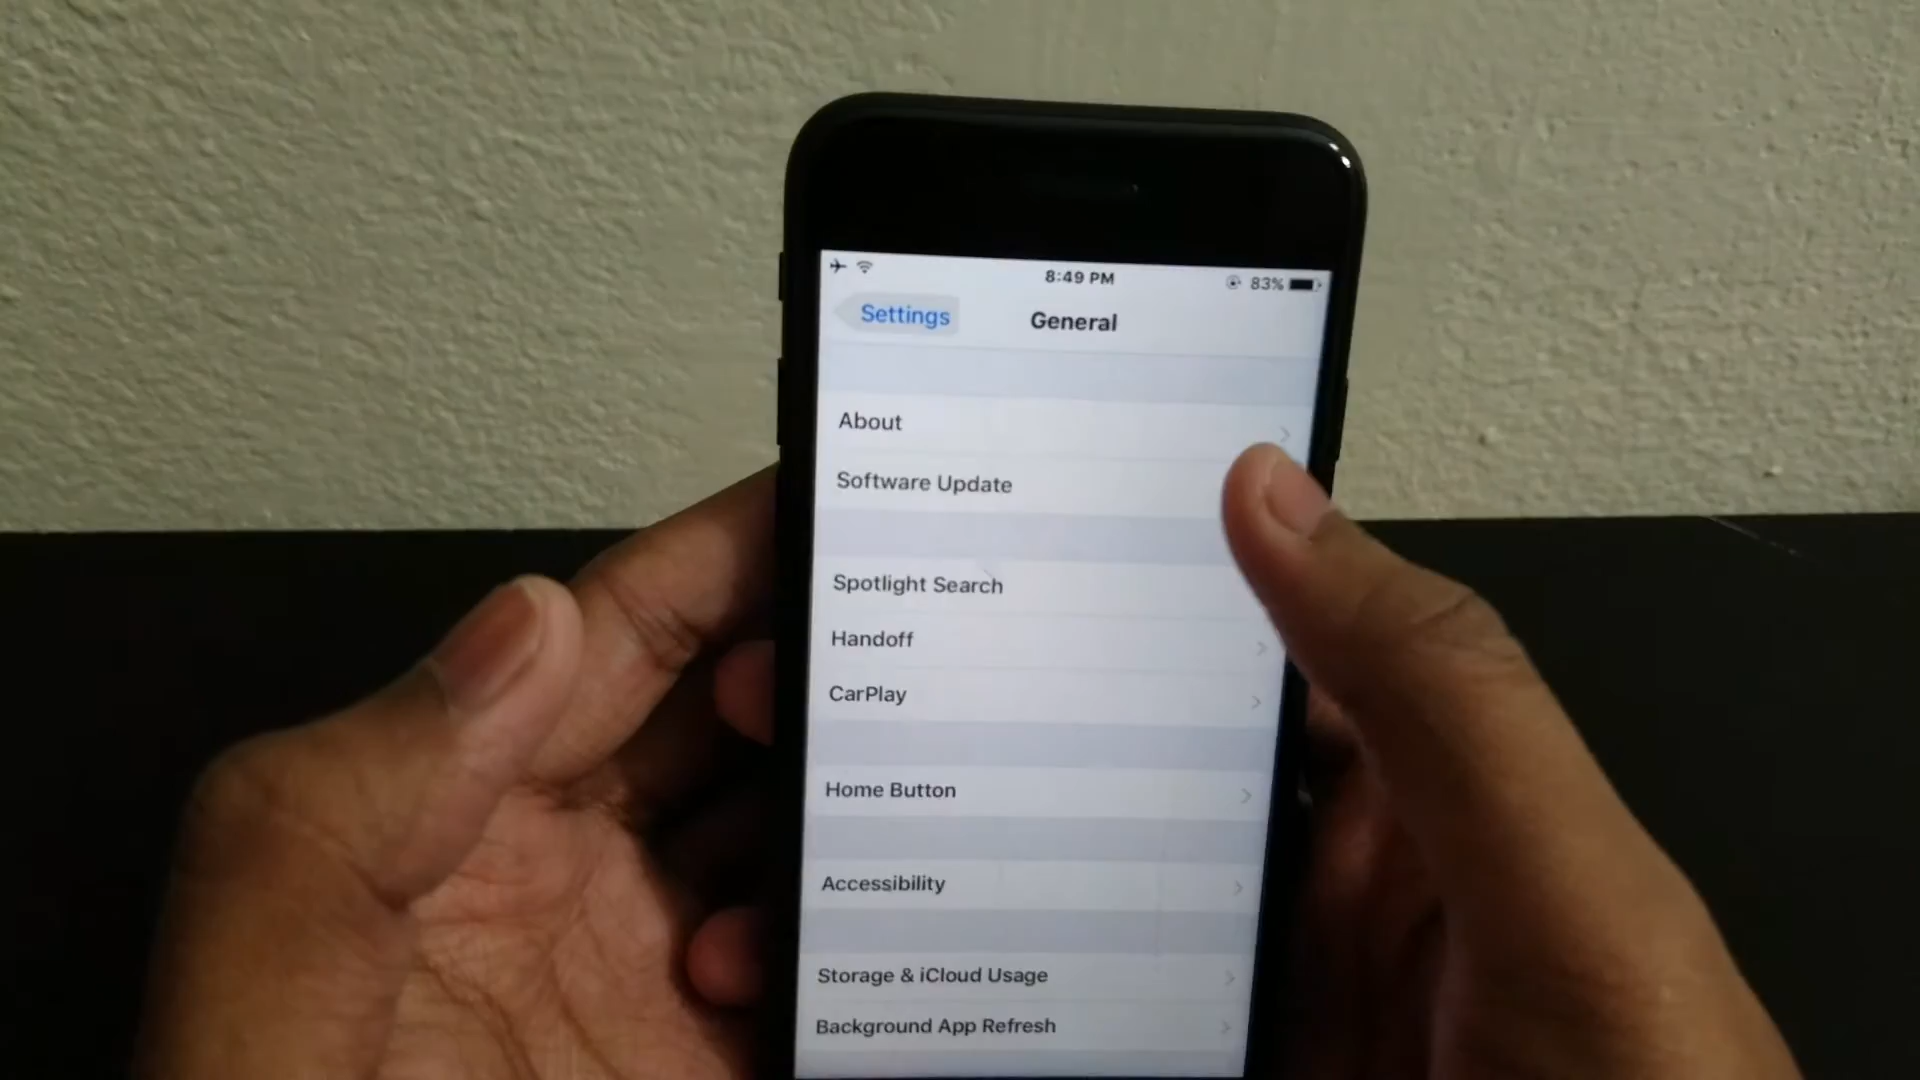 8:49 PM
83%
Settings
General
About
Software Update
Spotlight Search
Handoff
CarPlay
Home Button
Accessibility
Storage & iCloud Usage
Background App Refresh